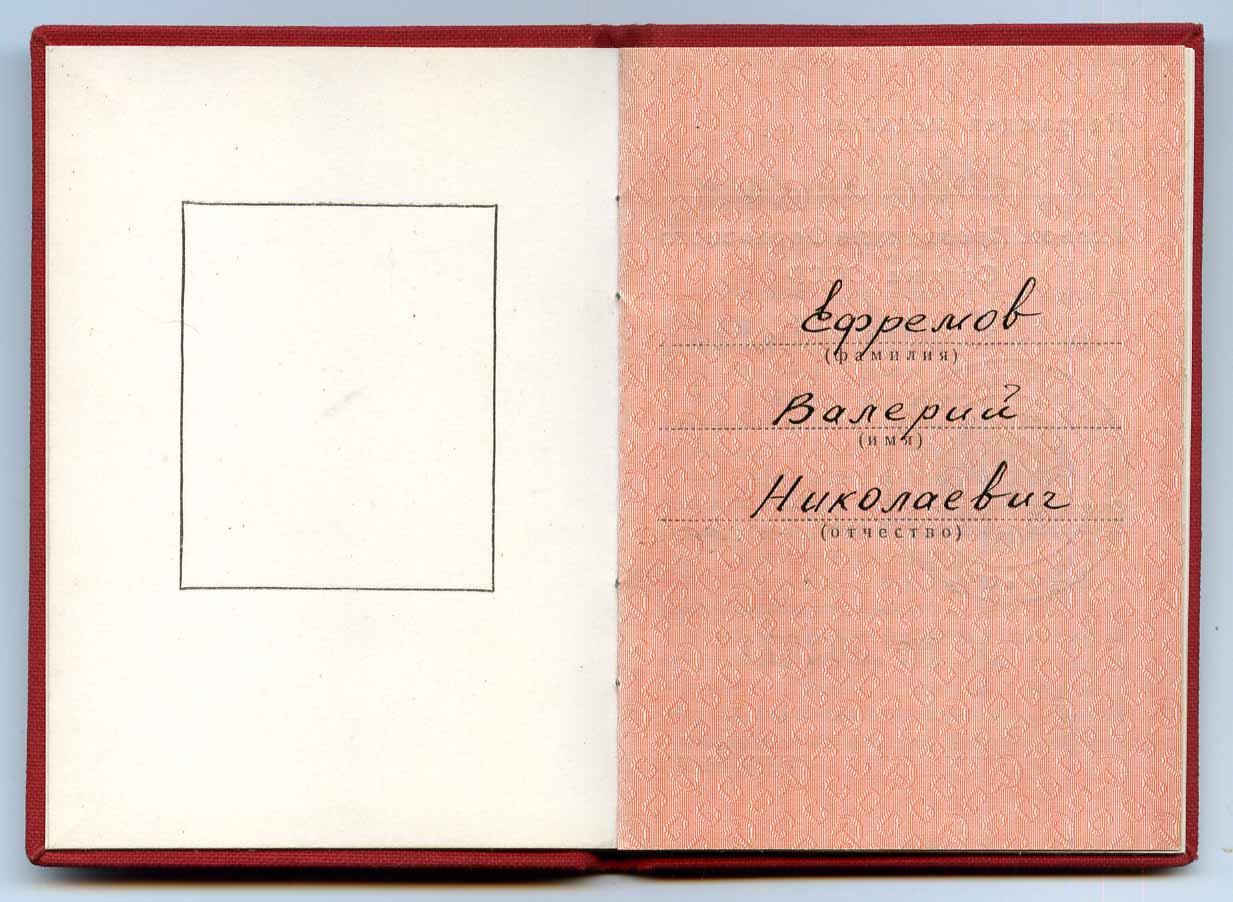 Ефремов
(фамилия)
Валерий
(имя)
Николаевич
(отчество)